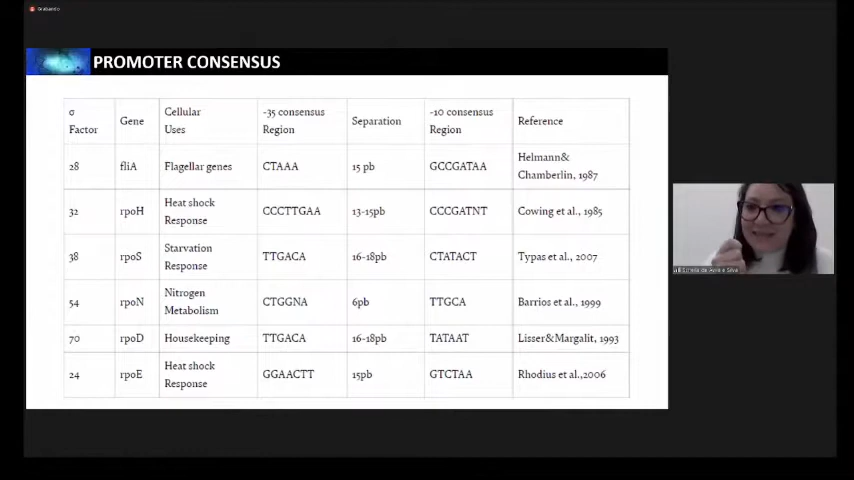 Grabando
PROMOTER CONSENSUS
σ Factor Gene Cellular Uses -35 consensus Region Separation -10 consensus Region Reference
28 fliA Flagellar genes CTAAA 15 pb GCCGATAA Helmann& Chamberlin, 1987
32 rpoH Heat shock Response CCCTTGAA 13-15pb CCCGATNT Cowing et al., 1985
38 rpoS Starvation Response TTGACA 16-18pb CTATACT Typas et al., 2007
54 rpoN Nitrogen Metabolism CTGGNA 6pb TTGCA Barrios et al., 1999
70 rpoD Housekeeping TTGACA 16-18pb TATAAT Lisser&Margalit, 1993
24 rpoE Heat shock Response GGAACTT 15pb GTCTAA Rhodius et al.,2006
de Avila e Silva